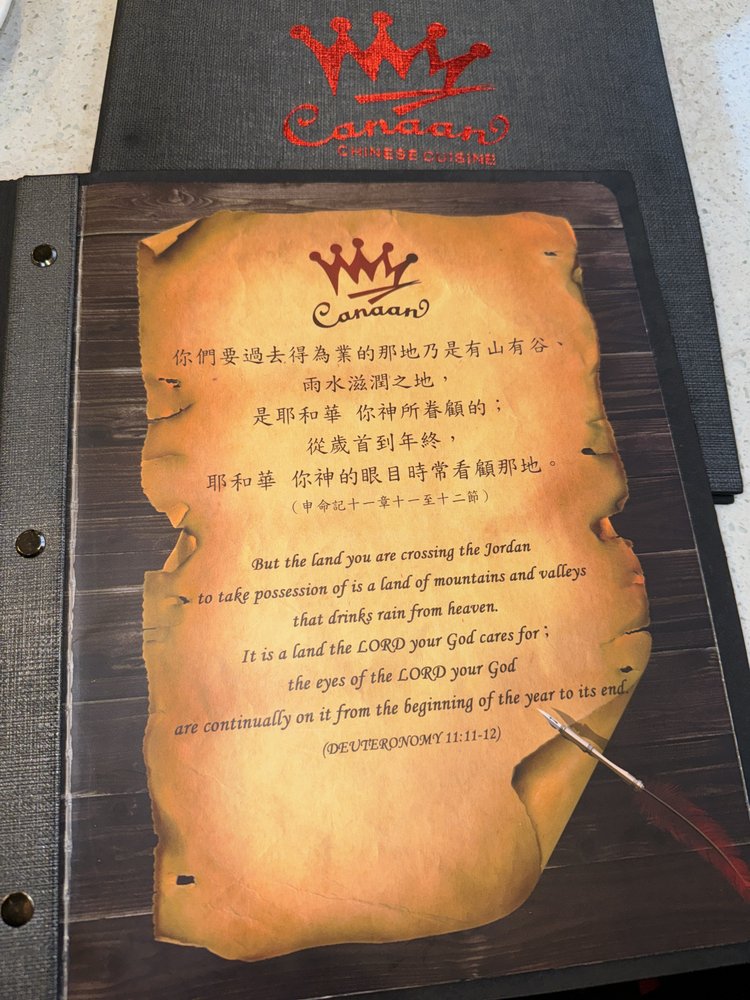 Canaan
CHINESE CUISINE
Canaan
你們要過去得為業的那地乃是有山有谷、
雨水滋潤之地，
是耶和華 你神所眷顧的；
從歲首到年終，
耶和華 你神的眼目時常看顧那地。
（申命記十一章十一至十二節）
But the land you are crossing the Jordan
to take possession of is a land of mountains and valleys
that drinks rain from heaven.
It is a land the LORD your God cares for ;
the eyes of the LORD your God
are continually on it from the beginning of the year to its end.
(DEUTERONOMY 11:11-12)